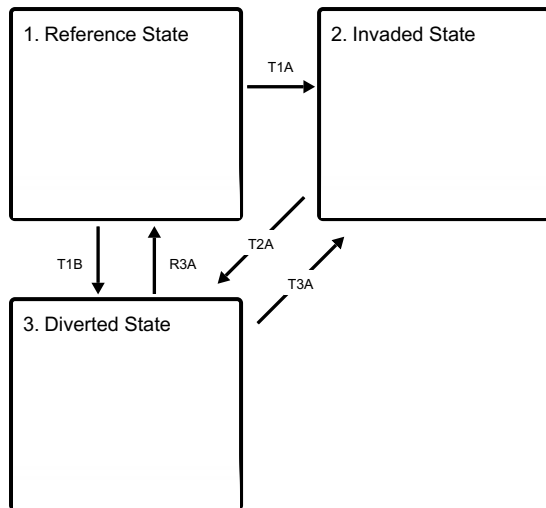 1. Reference State
2. Invaded State
T1A
T1B
R3A
T2A
T3A
3. Diverted State